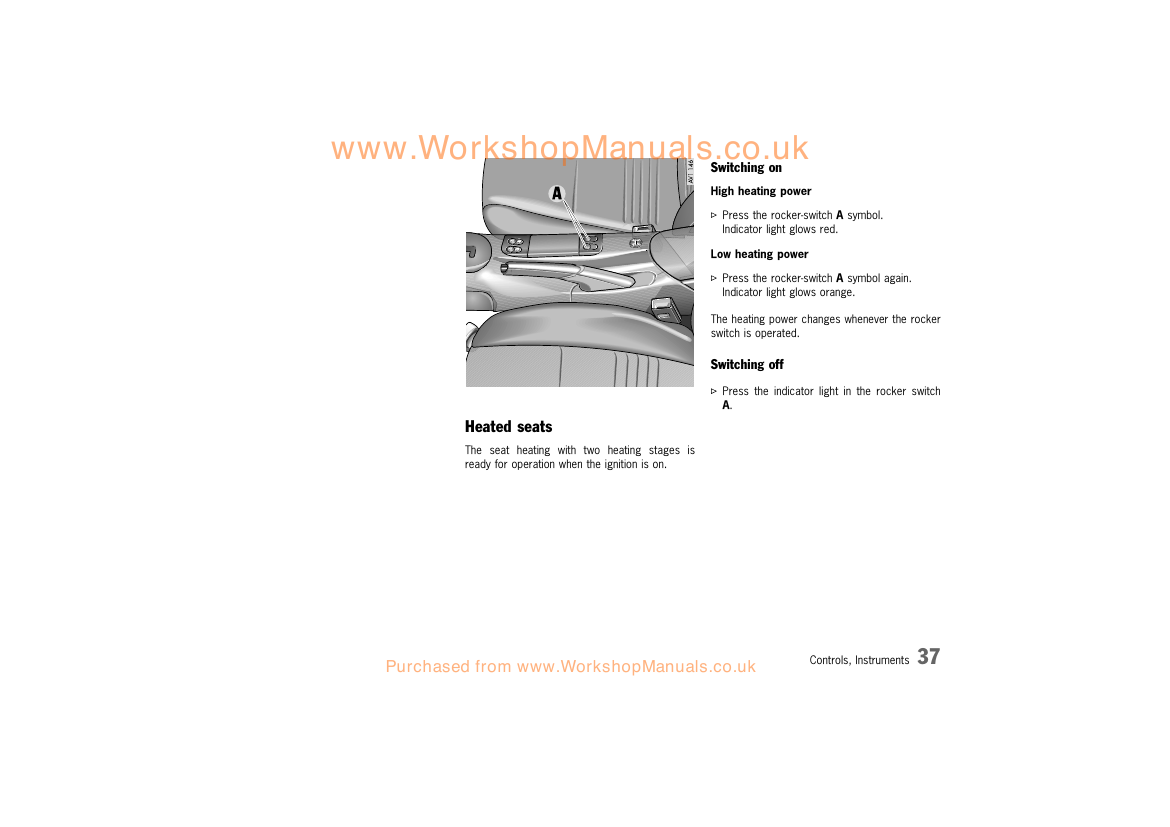 www.WorkshopManuals.co.uk
AV1 146
A
Heated seats
The seat heating with two heating stages is
ready for operation when the ignition is on.
Switching on
High heating power
▷ Press the rocker-switch A symbol.
Indicator light glows red.
Low heating power
▷ Press the rocker-switch A symbol again.
Indicator light glows orange.
The heating power changes whenever the rocker
switch is operated.
Switching off
▷ Press the indicator light in the rocker switch
A.
Controls, Instruments 37
Purchased from www.WorkshopManuals.co.uk